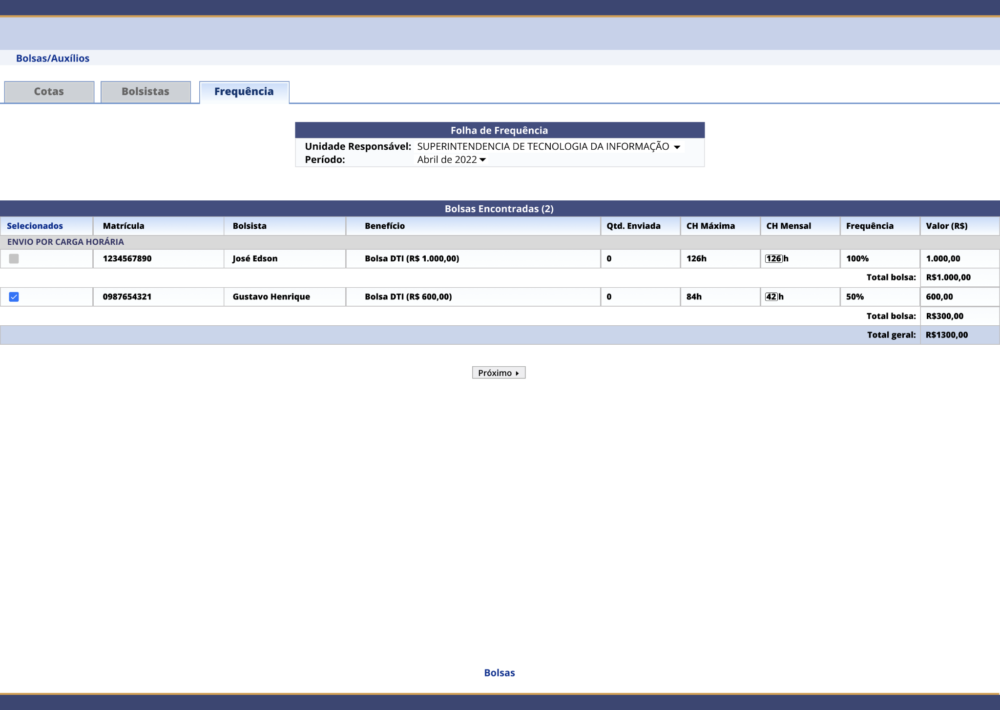 Bolsas/Auxílios
Cotas Bolsistas Frequência
Folha de Frequência
Unidade Responsável: SUPERINTENDENCIA DE TECNOLOGIA DA INFORMAÇÃO
Período: Abril de 2022
Bolsas Encontradas (2)
Selecionados Matrícula Bolsista Benefício Qtd. Enviada CH Máxima CH Mensal Frequência Valor (R$)
ENVIO POR CARGA HORÁRIA
1234567890 José Edson Bolsa DTI (R$ 1.000,00) 0 126h 126 h 100% 1.000,00
Total bolsa: R$1.000,00
0987654321 Gustavo Henrique Bolsa DTI (R$ 600,00) 0 84h 42 h 50% 600,00
Total bolsa: R$300,00
Total geral: R$1300,00
Próximo
Bolsas